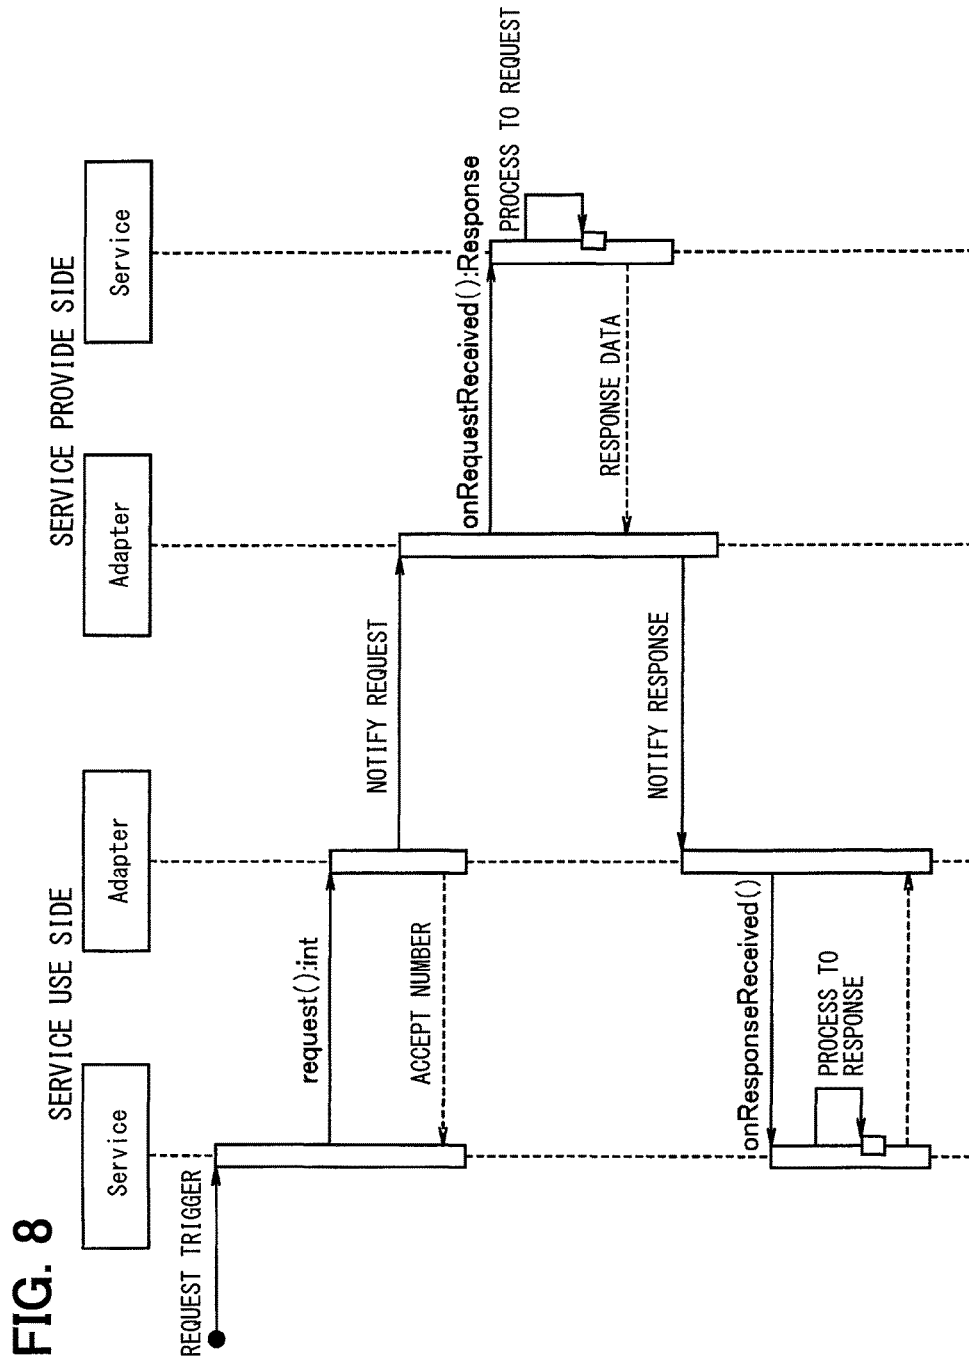 FIG. 8
SERVICE USE SIDE
SERVICE PROVIDE SIDE
Service
Adapter
Adapter
Service
REQUEST TRIGGER
request():int
NOTIFY REQUEST
ACCEPT NUMBER
onRequestReceived():Response
PROCESS TO REQUEST
RESPONSE DATA
NOTIFY RESPONSE
onResponseReceived()
PROCESS TO
RESPONSE